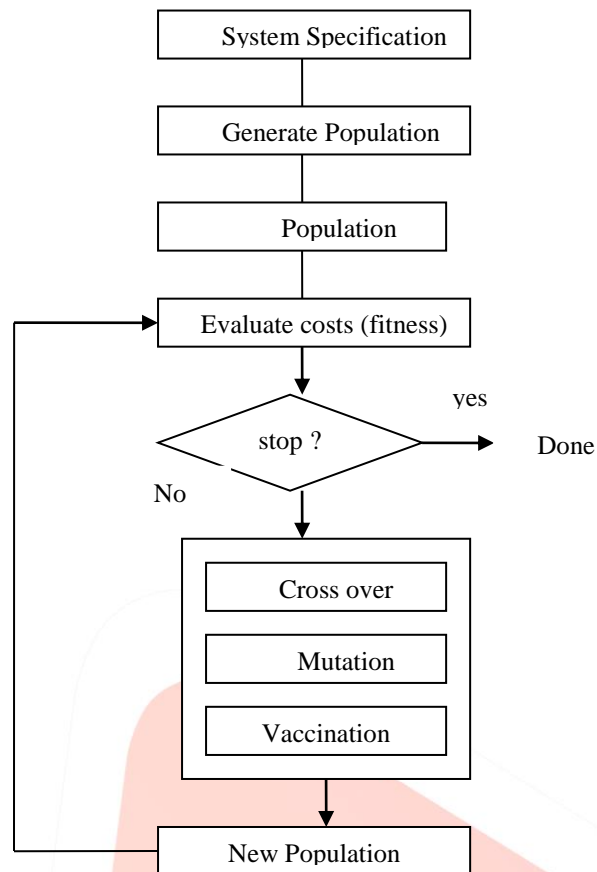 System Specification
Generate Population
Population
Evaluate costs (fitness)
yes
stop ?
Done
No
Cross over
Mutation
Vaccination
New Population